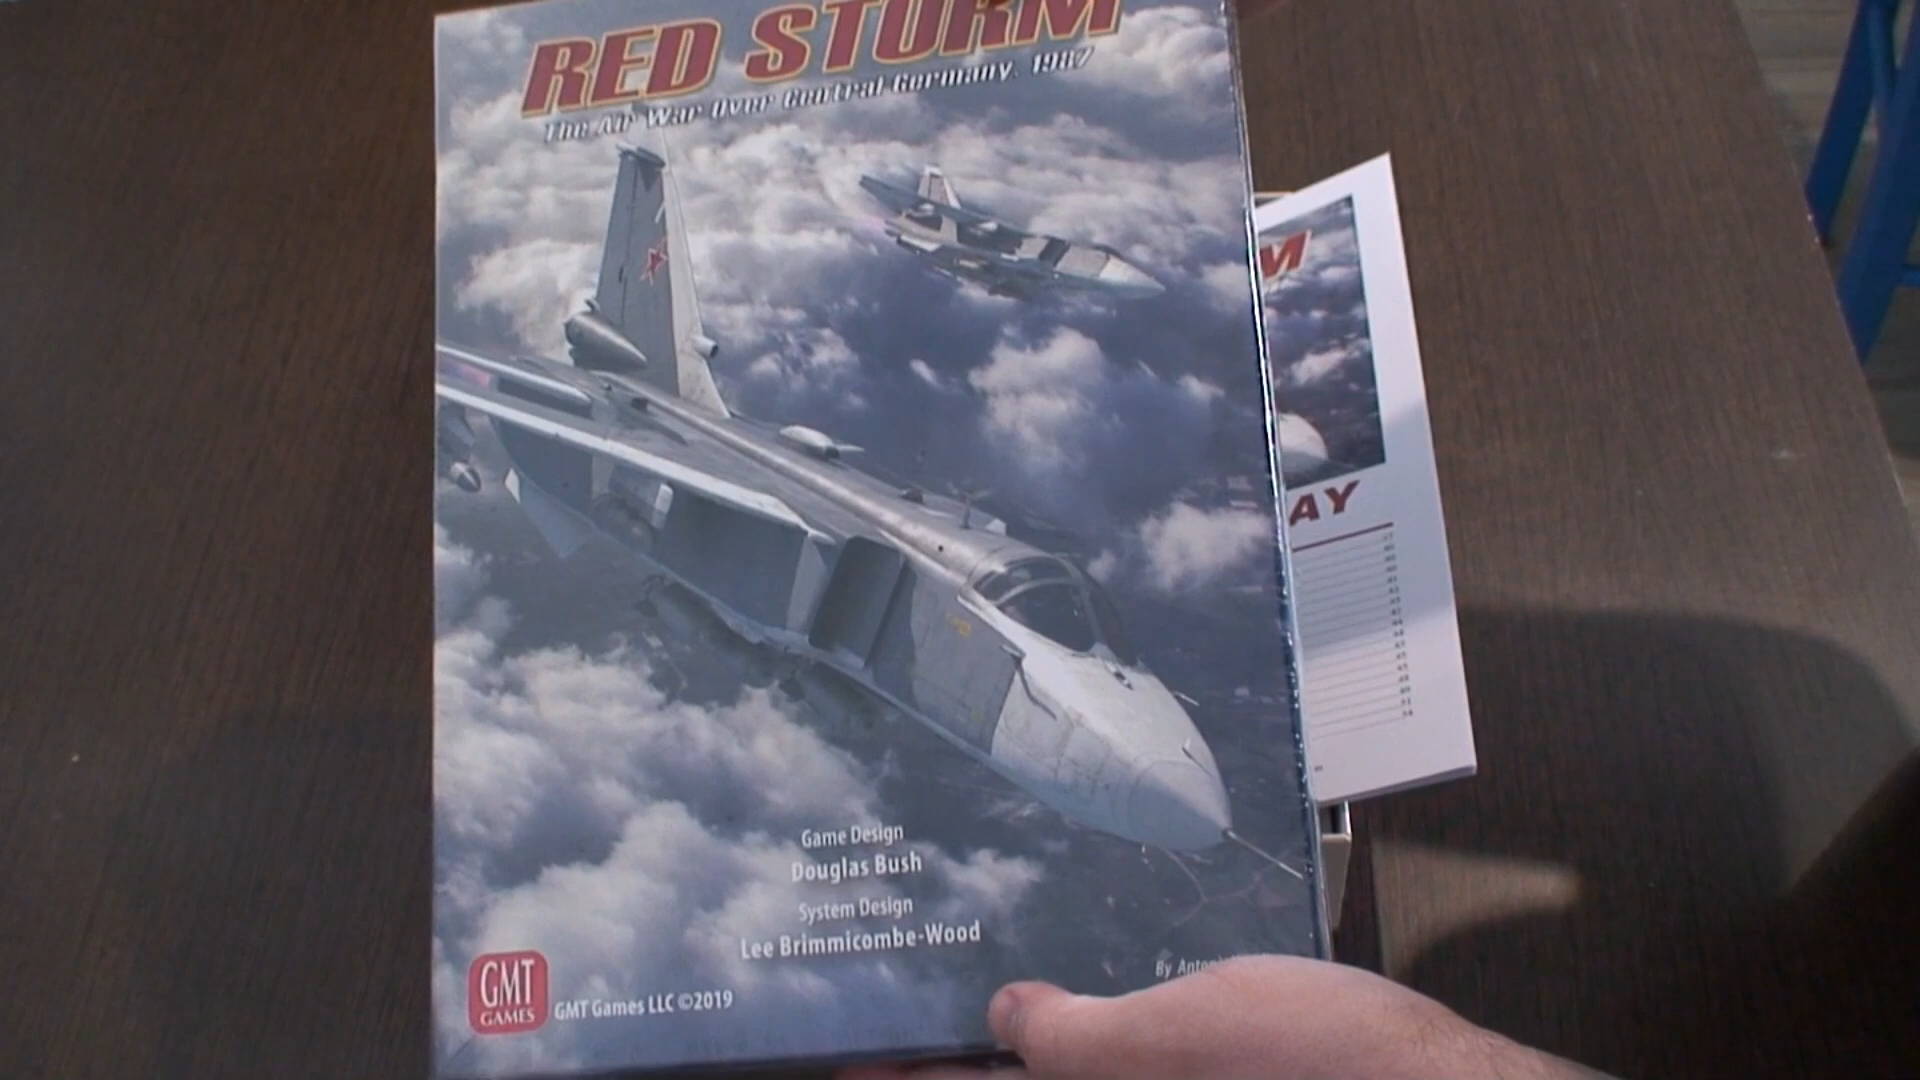 RED STORM
The Air War Over Central Germany, 1987
M
AY
Game Design
Douglas Bush
System Design
Lee Brimmicombe-Wood
By
GMT
GAMES
GMT Games LLC ©2019